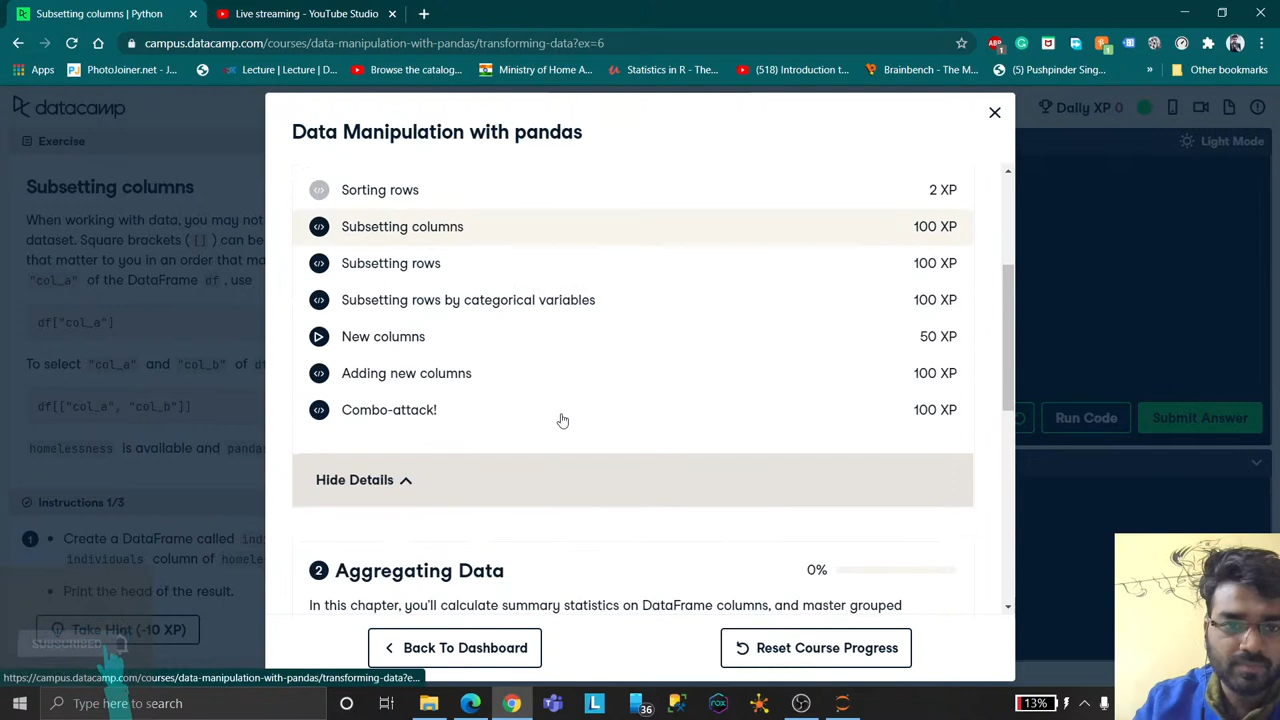 Subsetting columns | Python
Live streaming - YouTube Studio
campus.datacamp.com/courses/data-manipulation-with-pandas/transforming-data?ex=6
Apps
PhotoJoiner.net - J...
Lecture | Lecture | D...
Browse the catalog...
Ministry of Home A...
Statistics in R - The...
(518) Introduction t...
Brainbench - The M...
(5) Pushpinder Sing...
»
Other bookmarks
datacamp
Daily XP 0
Exercise
Light Mode
Subsetting columns
When working with data, you may not
dataset. Square brackets ([]) can be
that matter to you in an order that ma
"col_a" of the DataFrame df, use
df["col_a"]
To select "col_a" and "col_b" of df
df[["col_a", "col_b"]]
homelessness is available and pandas
Instructions 1/3
1
Create a DataFrame called ind
individuals column of home
Print the head of the result.
Take Hint (-10 XP)
SUBSCRIBED
Data Manipulation with pandas
Sorting rows 2 XP
Subsetting columns 100 XP
Subsetting rows 100 XP
Subsetting rows by categorical variables 100 XP
New columns 50 XP
Adding new columns 100 XP
Combo-attack! 100 XP
Hide Details
2 Aggregating Data 0%
In this chapter, you'll calculate summary statistics on DataFrame columns, and master grouped
Back To Dashboard
Reset Course Progress
Run Code
Submit Answer
https://campus.datacamp.com/courses/data-manipulation-with-pandas/transforming-data?e...
Type here to search
36
13%